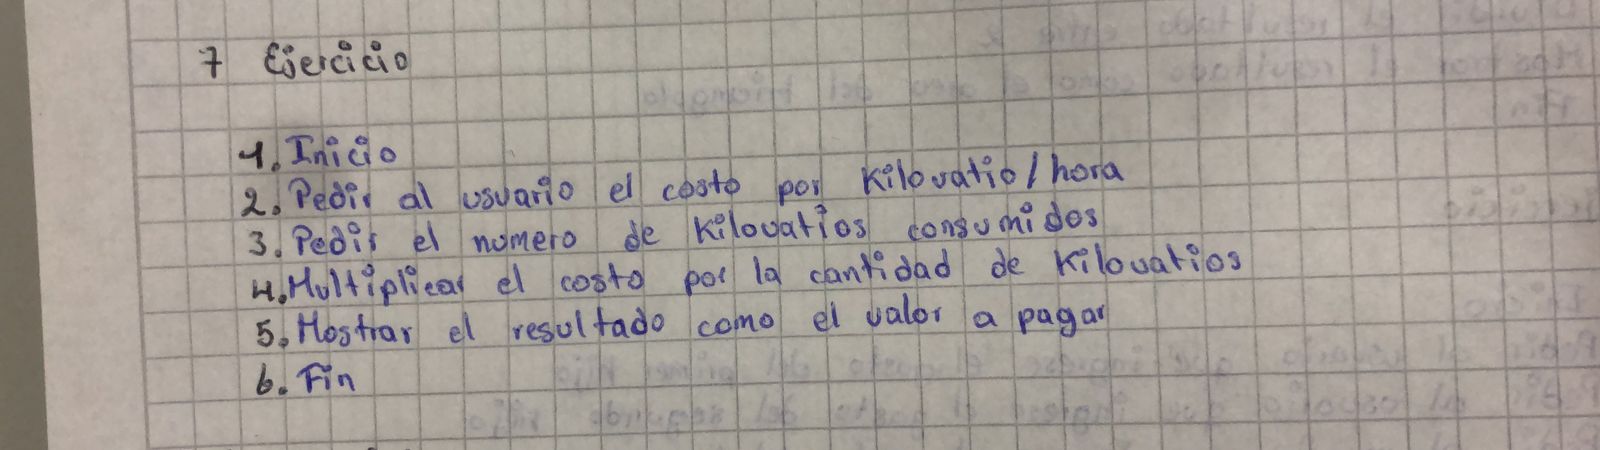 7 Ejercicio
1. Inicio
2. Pedir al usuario el costo por Kilovatio/hora
3. Pedir el numero de Kilovatios consumidos
4. Multiplicar el costo por la cantidad de Kilovatios
5. Mostrar el resultado como el valor a pagar
6. Fin